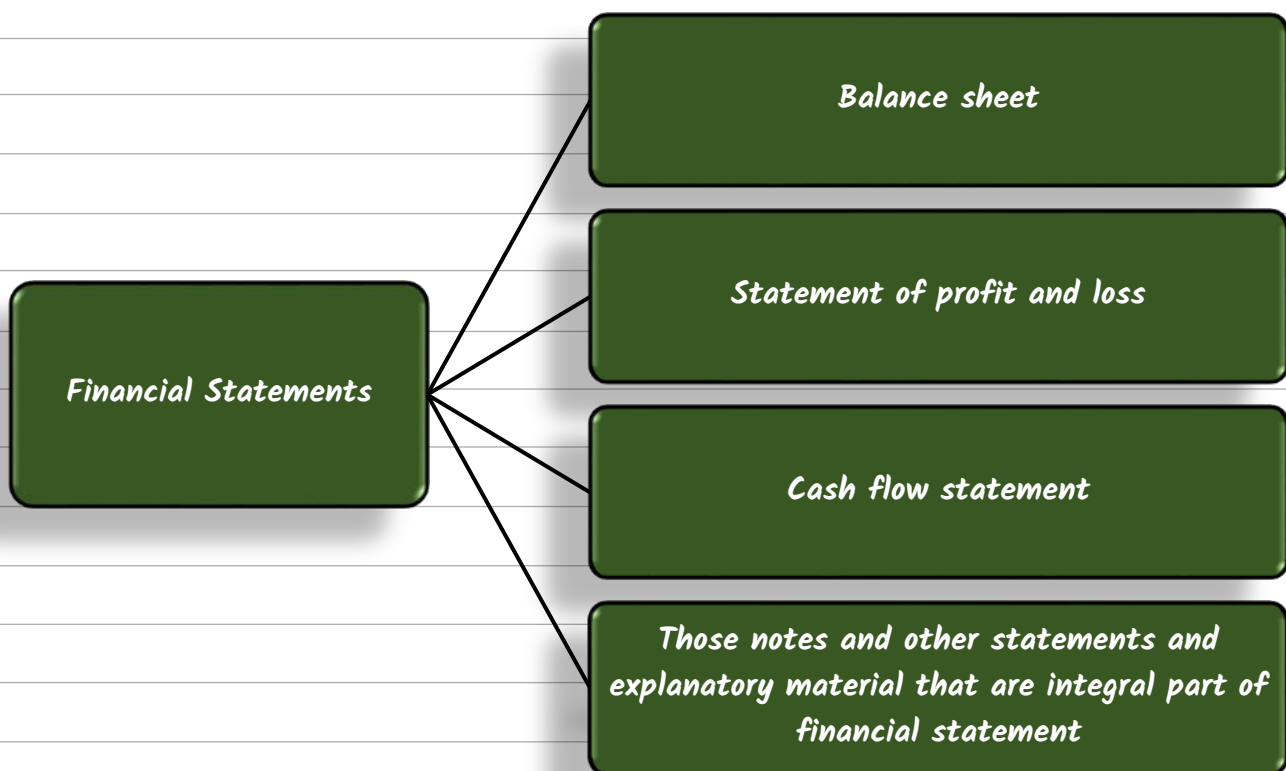 Financial Statements
Balance sheet
Statement of profit and loss
Cash flow statement
Those notes and other statements and
explanatory material that are integral part of
financial statement